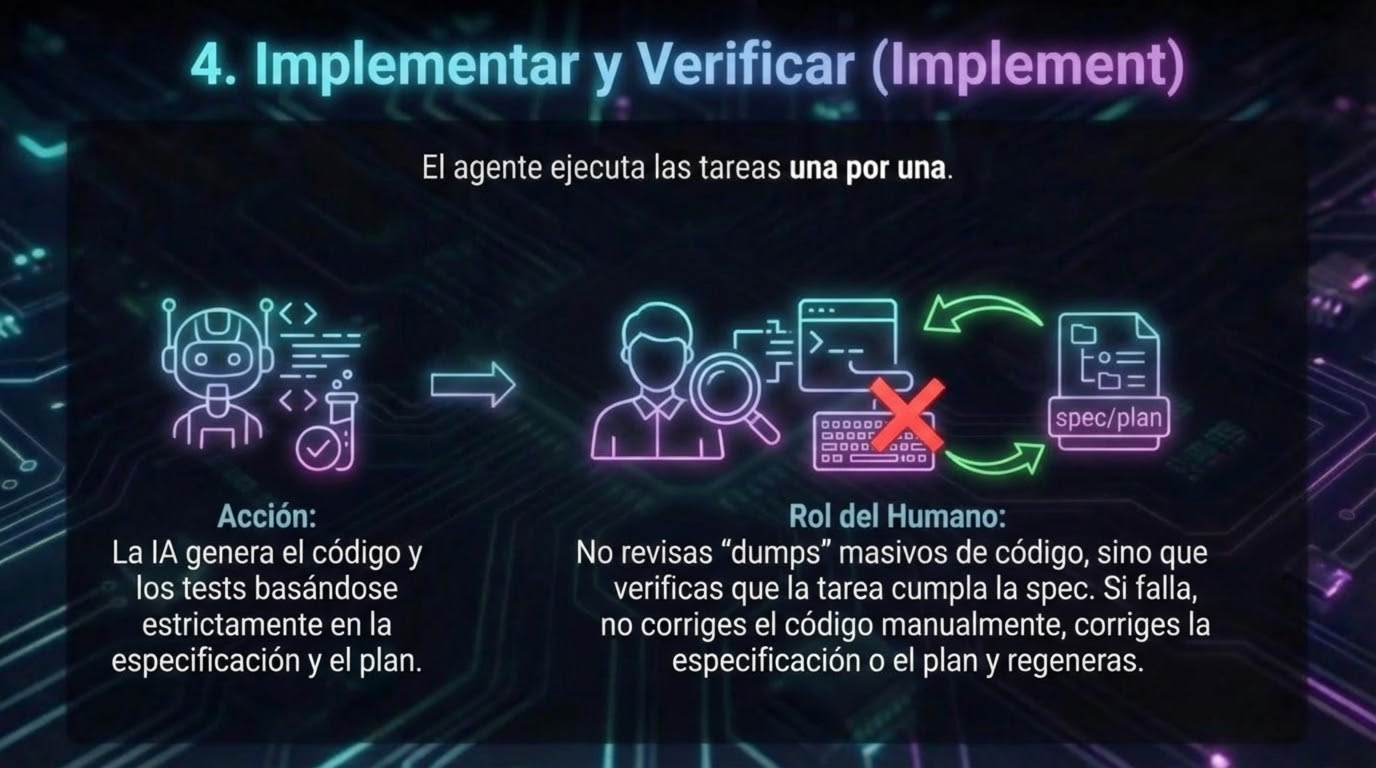 4. Implementar y Verificar (Implement)
El agente ejecuta las tareas una por una.
spec/plan
Acción:
La IA genera el código y
los tests basándose
estrictamente en la
especificación y el plan.
Rol del Humano:
No revisas “dumps” masivos de código, sino que
verificas que la tarea cumpla la spec. Si falla,
no corriges el código manualmente, corriges la
especificación o el plan y regeneras.